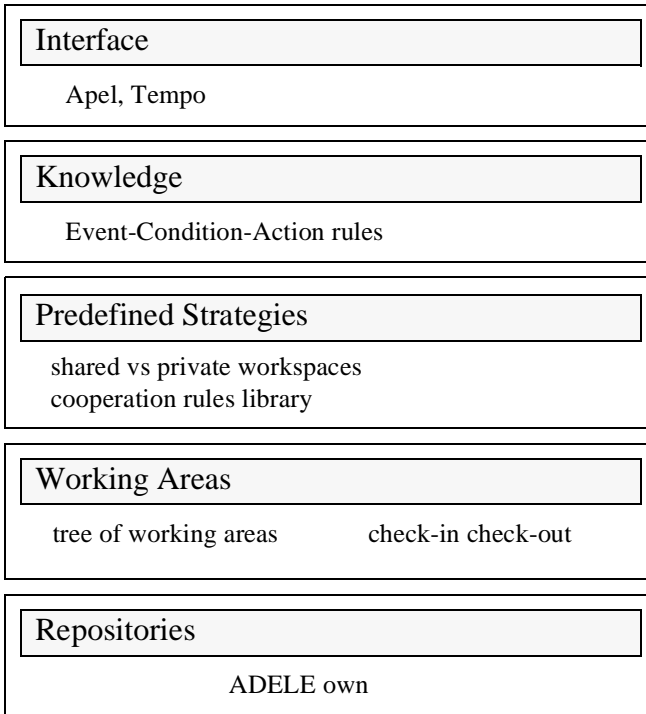 Interface
Apel, Tempo
Knowledge
Event-Condition-Action rules
Predefined Strategies
shared vs private workspaces
cooperation rules library
Working Areas
tree of working areas check-in check-out
Repositories
ADELE own